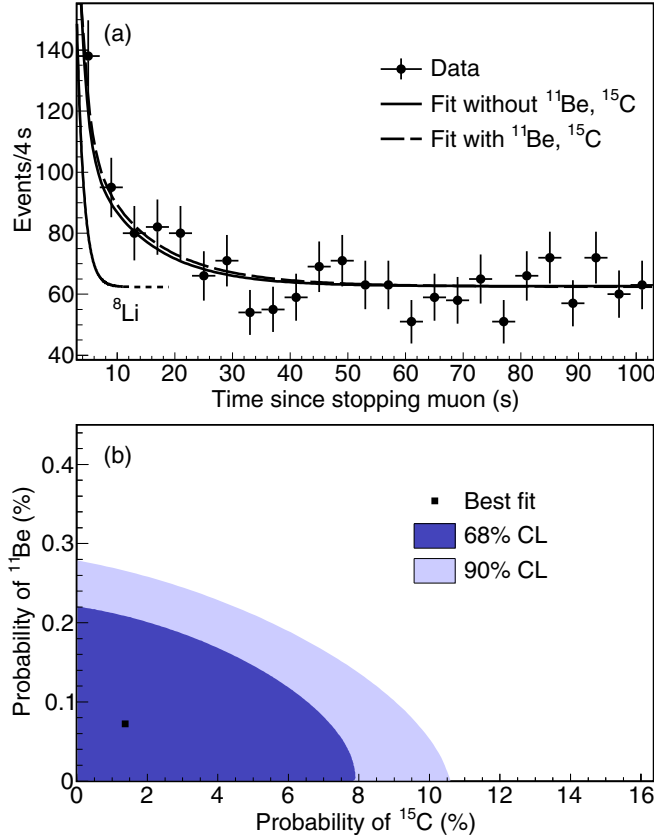 (a)
Data
Fit without ¹¹Be, ¹⁵C
Fit with ¹¹Be, ¹⁵C
⁸Li
Events/4 s
140
120
100
80
60
40
10 20 30 40 50 60 70 80 90 100
Time since stopping muon (s)
(b)
Best fit
68% CL
90% CL
Probability of ¹¹Be (%)
0.4
0.3
0.2
0.1
0
0 2 4 6 8 10 12 14 16
Probability of ¹⁵C (%)